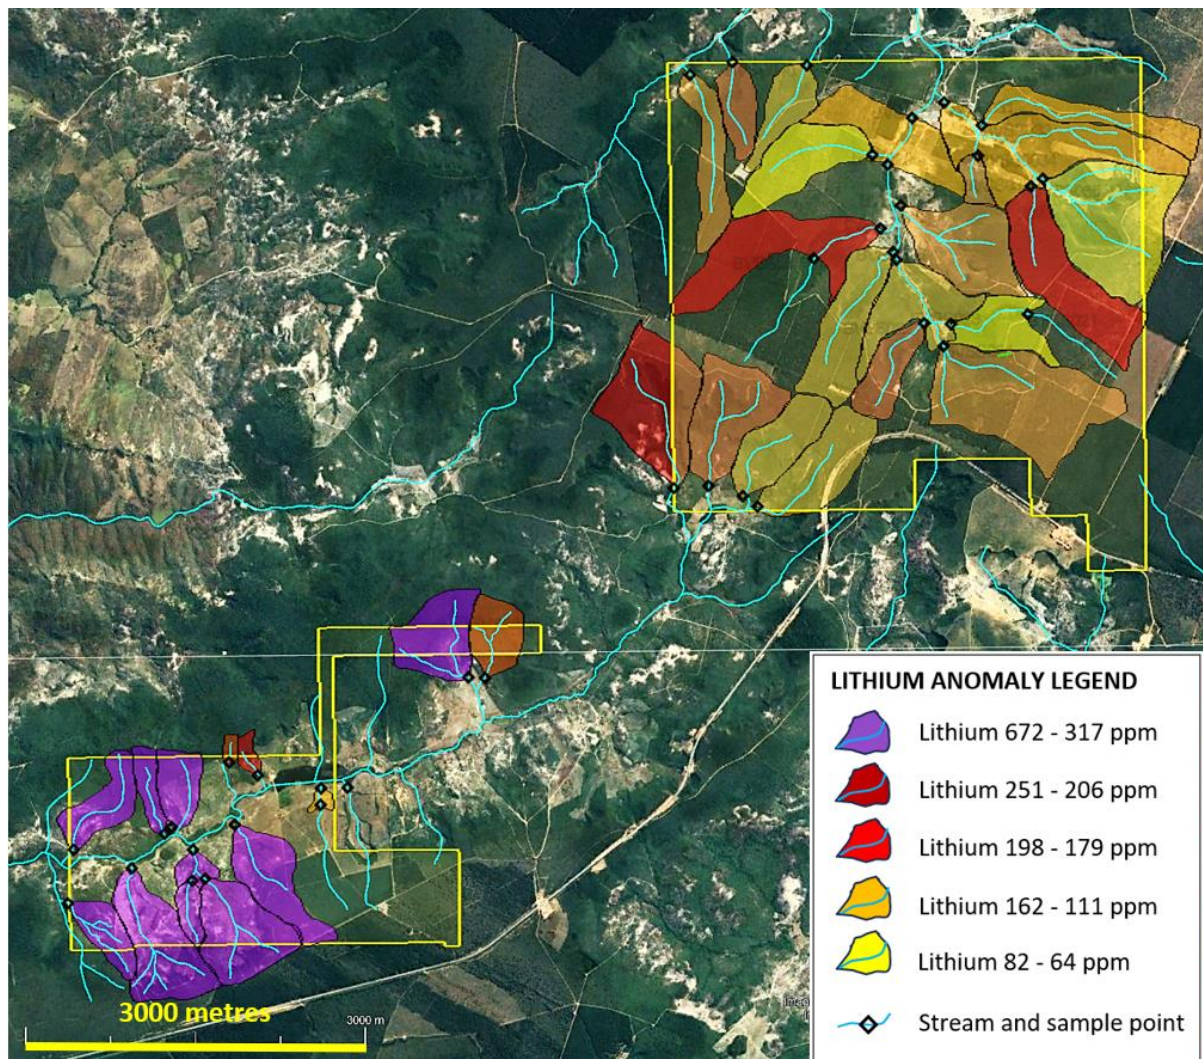 LITHIUM ANOMALY LEGEND
Lithium 672 - 317 ppm
Lithium 251 - 206 ppm
Lithium 198 - 179 ppm
Lithium 162 - 111 ppm
Lithium 82 - 64 ppm
Stream and sample point
3000 metres
3000 m